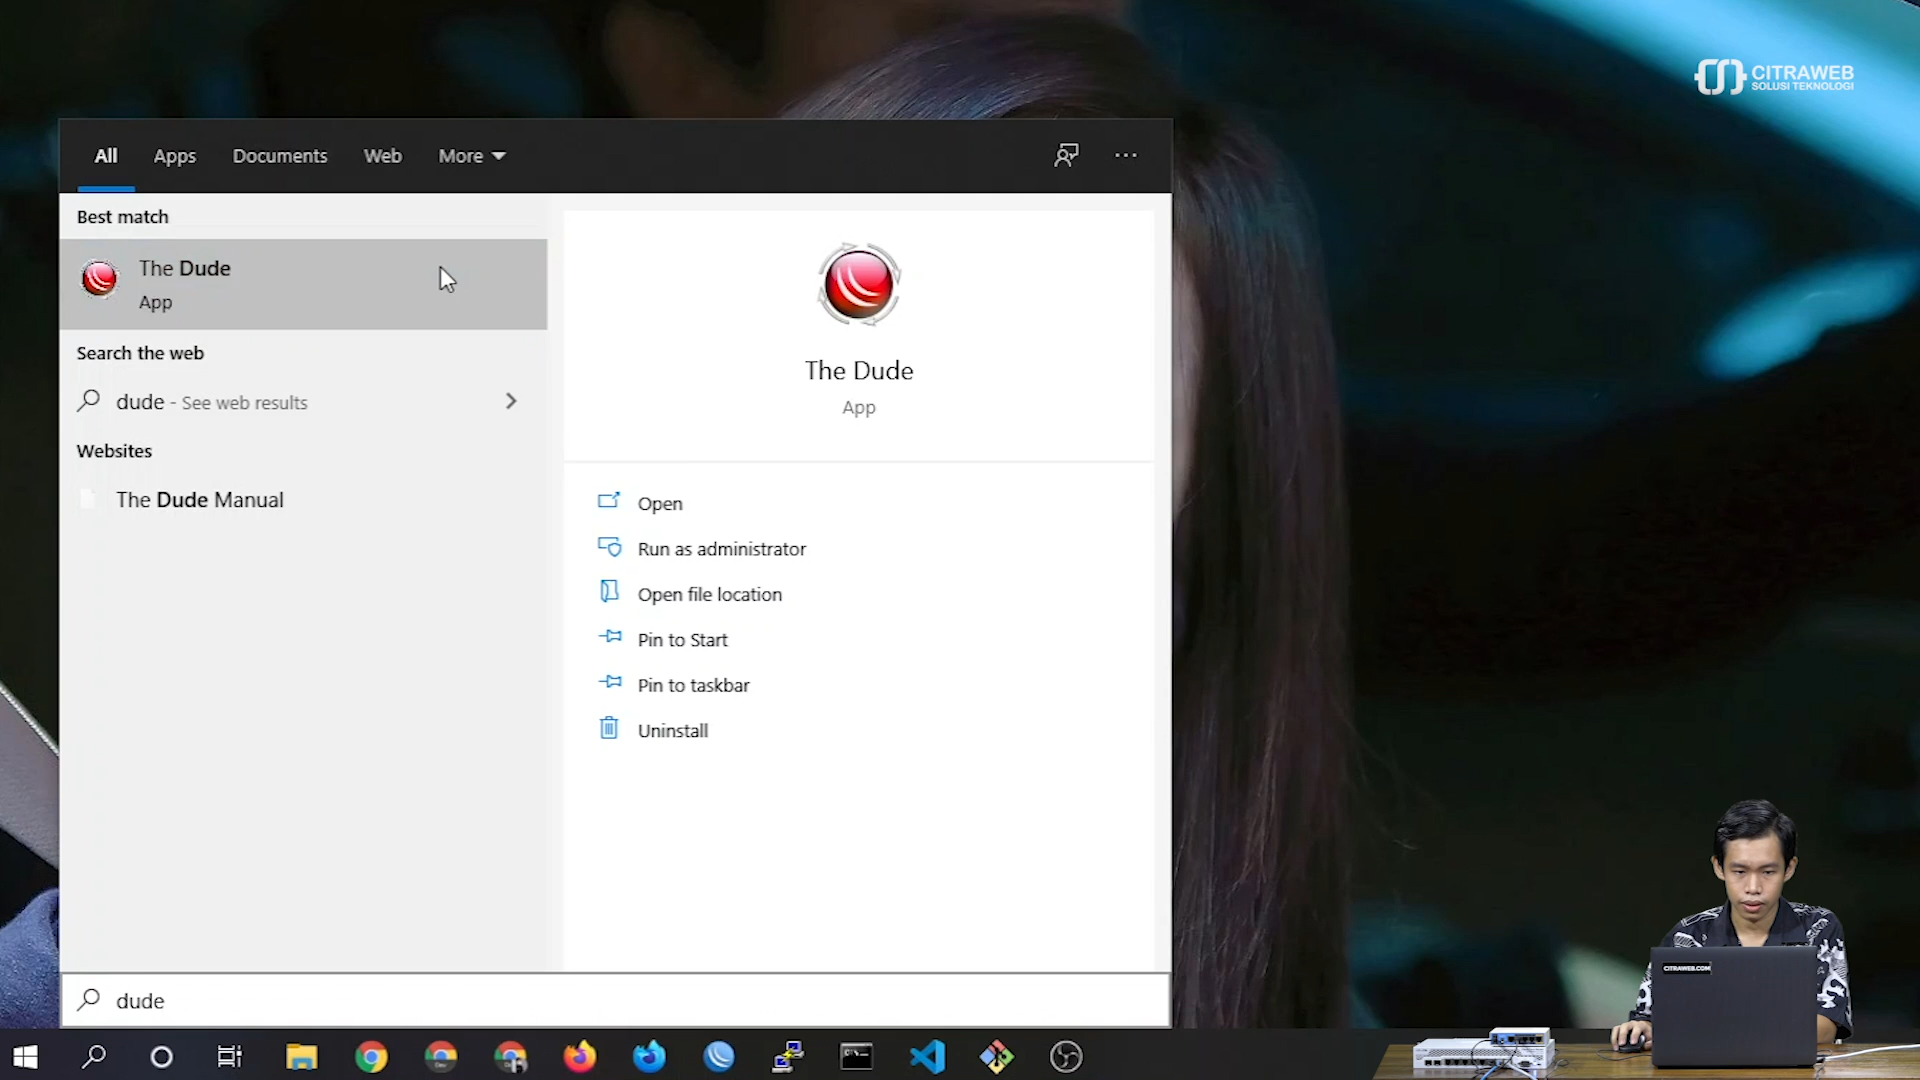 CITRAWEB
SOLUSI TEKNOLOGI
All Apps Documents Web More
Best match
The Dude
App
Search the web
dude - See web results
Websites
The Dude Manual
The Dude
App
Open
Run as administrator
Open file location
Pin to Start
Pin to taskbar
Uninstall
dude
CITRAWEB.COM